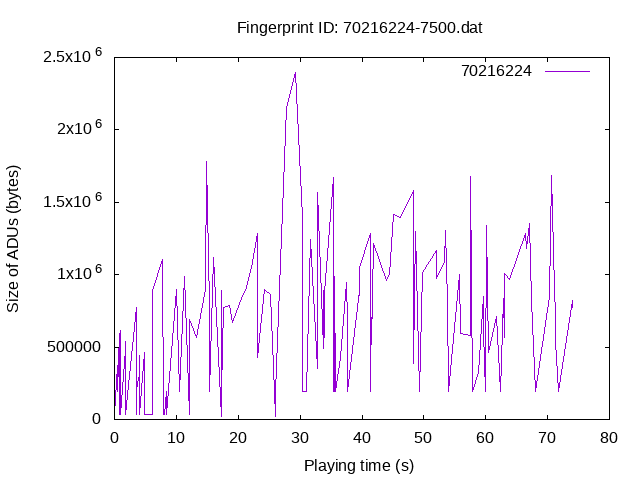 Fingerprint ID: 70216224-7500.dat
2.5x10 6
70216224
2x10 6
1.5x10 6
1x10 6
500000
0
0 10 20 30 40 50 60 70 80
Size of ADUs (bytes)
Playing time (s)